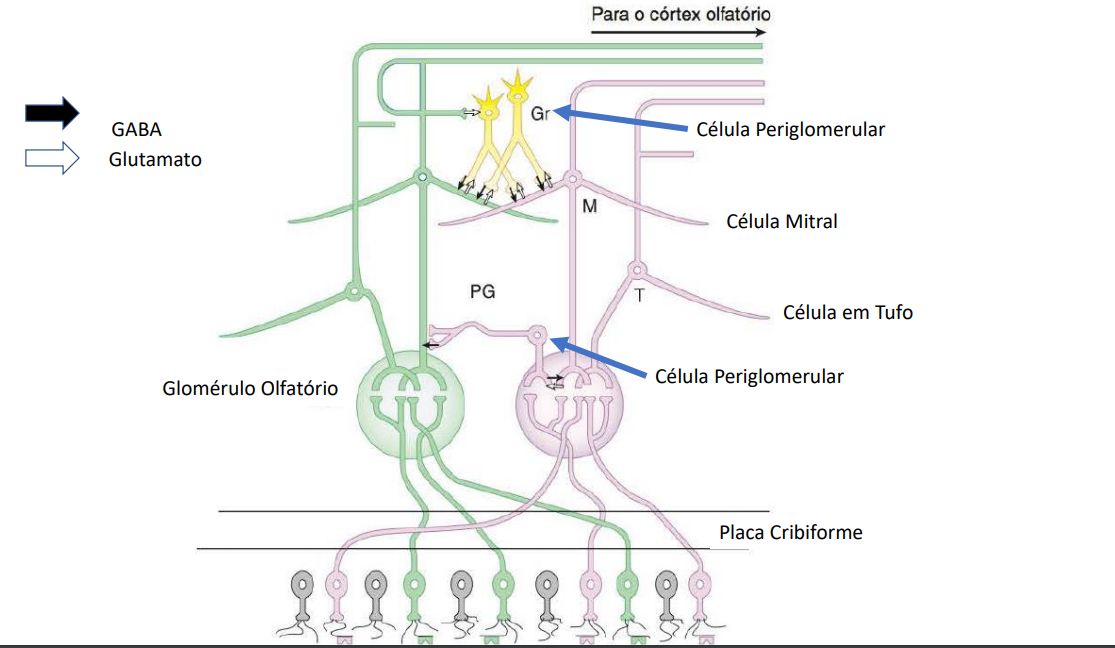 Para o córtex olfatório
GABA
Glutamato
Gr
Célula Periglomerular
M
Célula Mitral
PG
T
Célula em Tufo
Glomérulo Olfatório
Célula Periglomerular
Placa Cribiforme